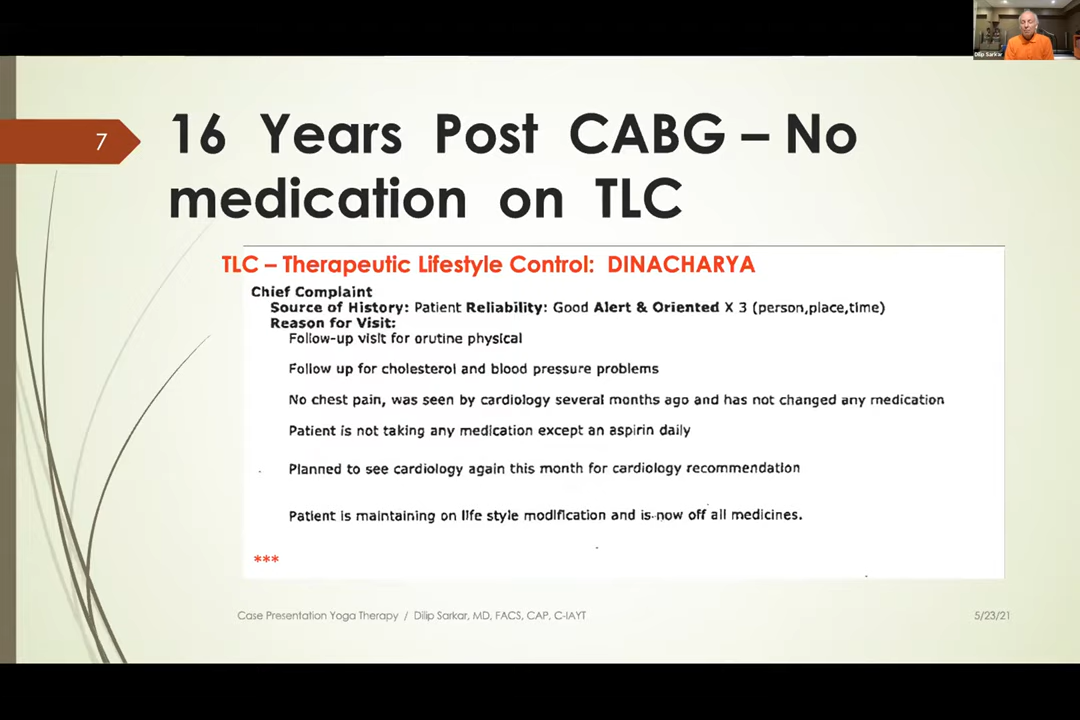 Dilip Sarkar
7
16 Years Post CABG – No
medication on TLC
TLC – Therapeutic Lifestyle Control: DINACHARYA
Chief Complaint
Source of History: Patient Reliability: Good Alert & Oriented X 3 (person,place,time)
Reason for Visit:
Follow-up visit for orutine physical
Follow up for cholesterol and blood pressure problems
No chest pain, was seen by cardiology several months ago and has not changed any medication
Patient is not taking any medication except an aspirin daily
Planned to see cardiology again this month for cardiology recommendation
Patient is maintaining on life style modification and is now off all medicines.
***
Case Presentation Yoga Therapy / Dilip Sarkar, MD, FACS, CAP, C-IAYT
5/23/21